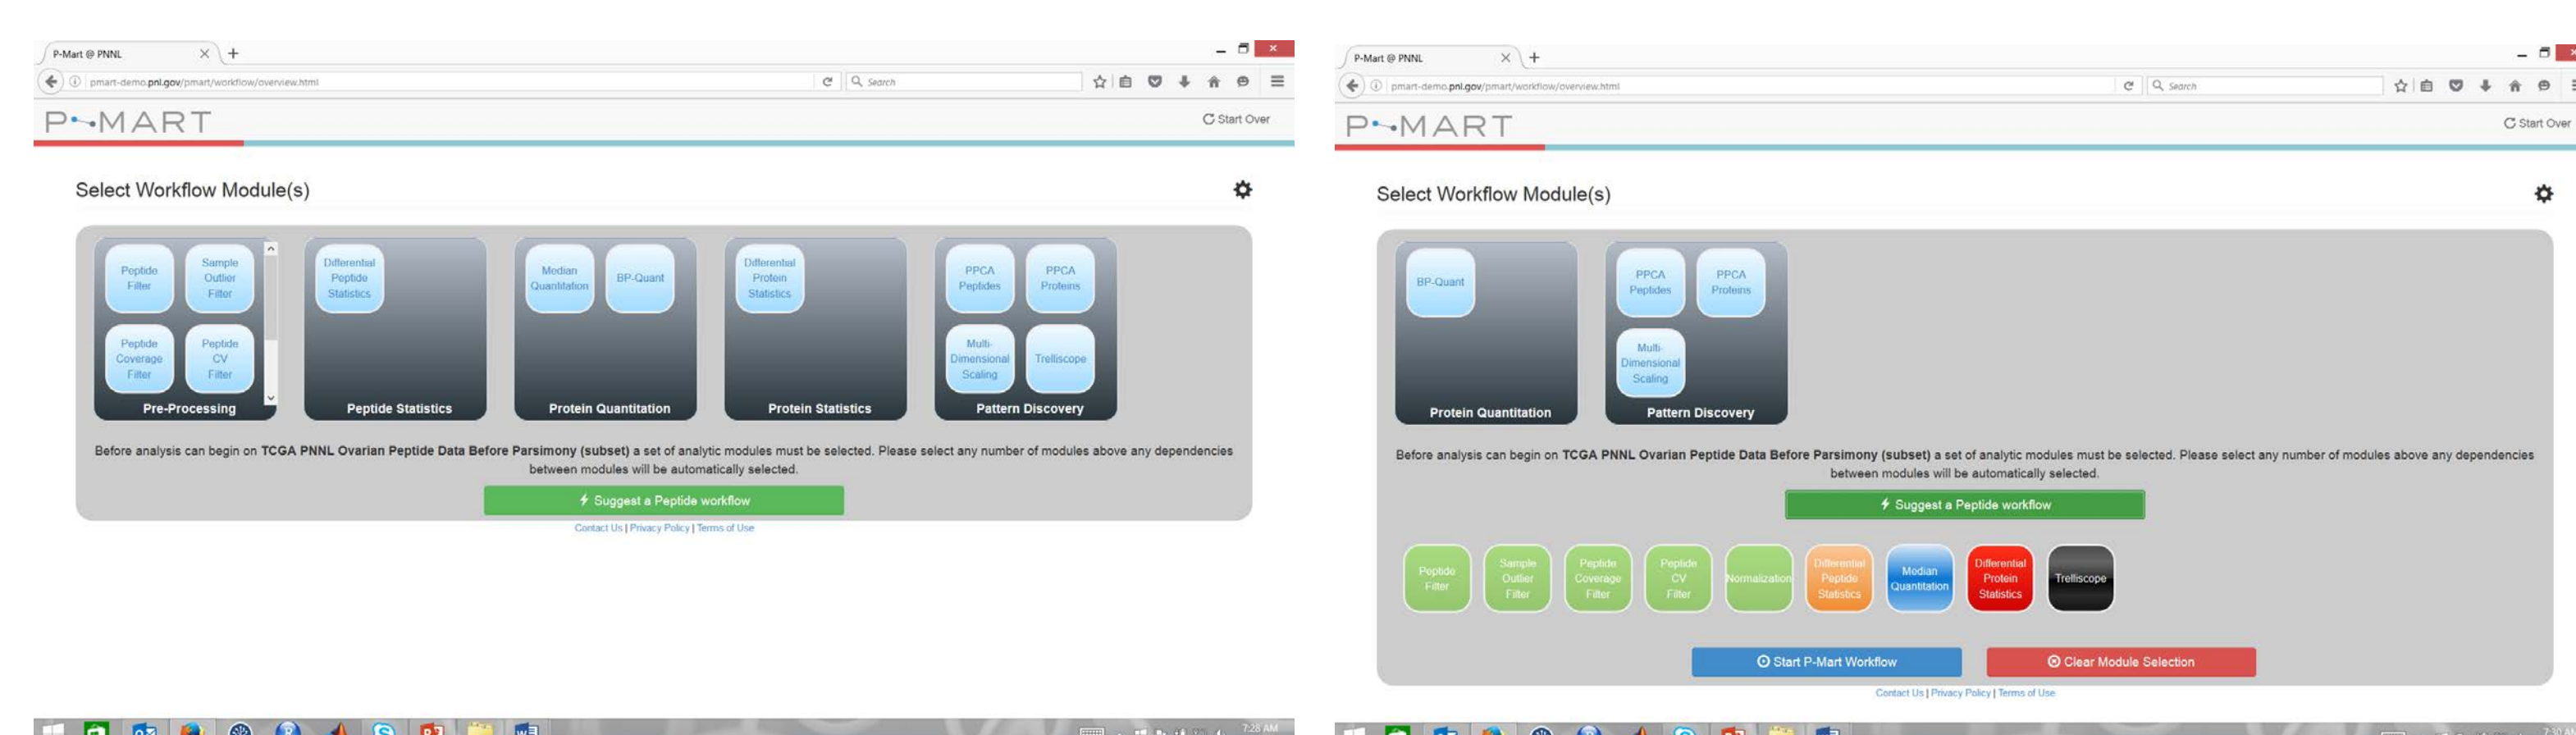 P-Mart @ PNNL
pmart-demo.pnl.gov/pmart/workflow/overview.html
Search
P MART
Start Over
Select Workflow Module(s)
Peptide
Filter
Sample
Outlier
Filter
Peptide
Coverage
Filter
Peptide
CV
Filter
Pre-Processing
Differential
Peptide
Statistics
Peptide Statistics
Median
Quantitation
BP-Quant
Protein Quantitation
Differential
Protein
Statistics
Protein Statistics
PPCA
Peptides
PPCA
Proteins
Multi-
Dimensional
Scaling
Trelliscope
Pattern Discovery
Before analysis can begin on TCGA PNNL Ovarian Peptide Data Before Parsimony (subset) a set of analytic modules must be selected. Please select any number of modules above any dependencies
between modules will be automatically selected.
Suggest a Peptide workflow
Contact Us | Privacy Policy | Terms of Use
7:28 AM
P-Mart @ PNNL
pmart-demo.pnl.gov/pmart/workflow/overview.html
Search
P MART
Start Over
Select Workflow Module(s)
BP-Quant
Protein Quantitation
PPCA
Peptides
PPCA
Proteins
Multi-
Dimensional
Scaling
Pattern Discovery
Before analysis can begin on TCGA PNNL Ovarian Peptide Data Before Parsimony (subset) a set of analytic modules must be selected. Please select any number of modules above any dependencies
between modules will be automatically selected.
Suggest a Peptide workflow
Peptide
Filter
Sample
Outlier
Filter
Peptide
Coverage
Filter
Peptide
CV
Filter
Normalization
Differential
Peptide
Statistics
Median
Quantitation
Differential
Protein
Statistics
Trelliscope
Start P-Mart Workflow
Clear Module Selection
Contact Us | Privacy Policy | Terms of Use